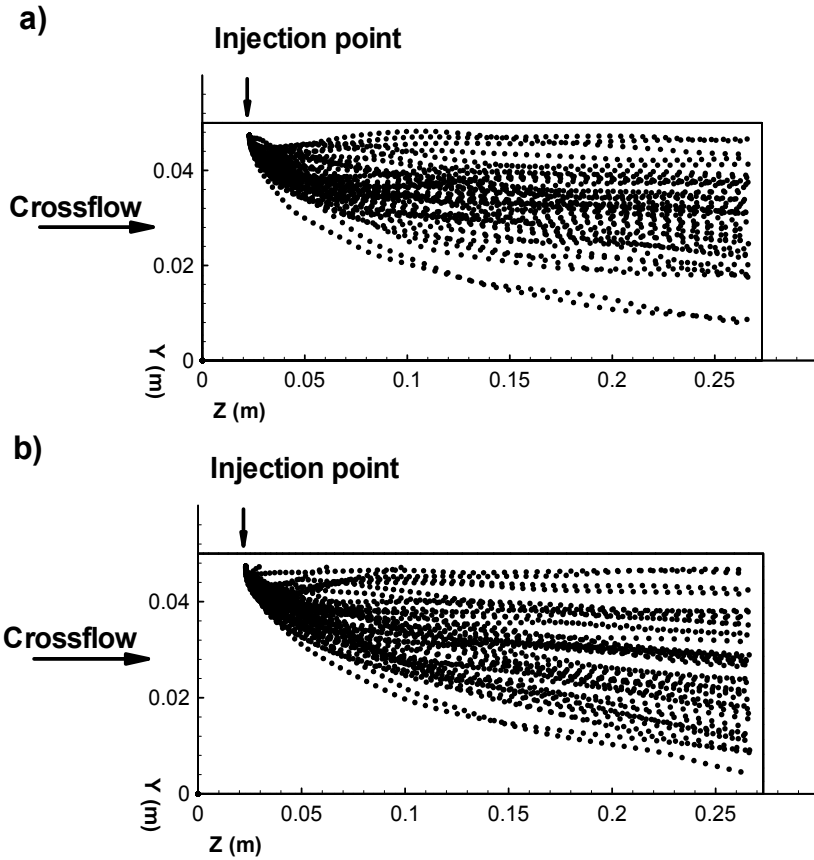 a)
Injection point
0.04
Crossflow
0.02
0
Y (m)
0 0.05 0.1 0.15 0.2 0.25
Z (m)
b)
Injection point
0.04
Crossflow
0.02
0
Y (m)
0 0.05 0.1 0.15 0.2 0.25
Z (m)